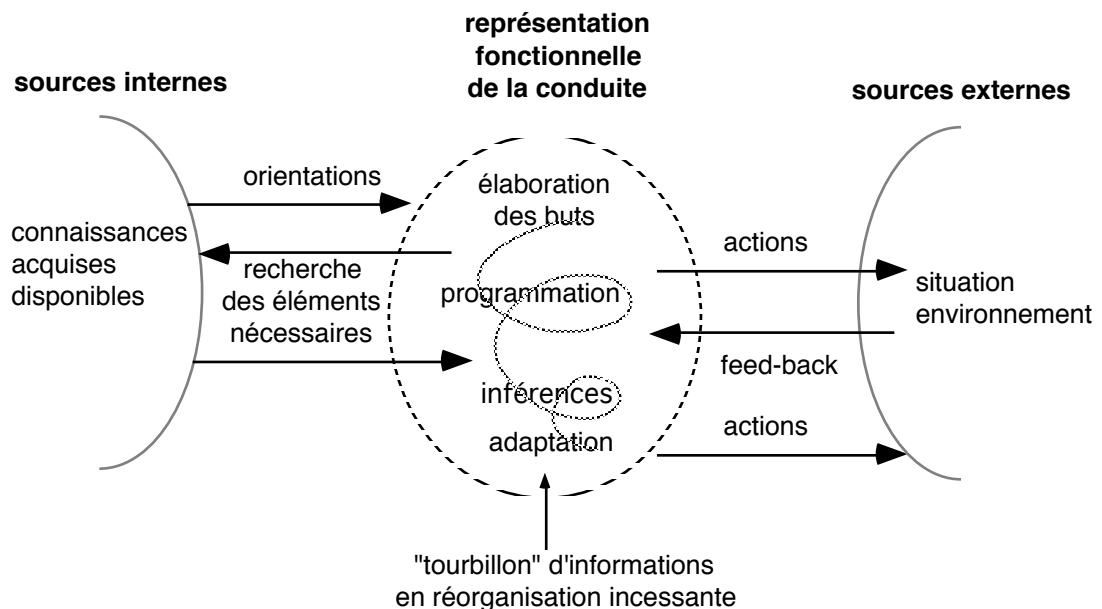 représentation
fonctionnelle
de la conduite
sources internes
sources externes
orientations
connaissances
acquises
disponibles
recherche
des éléments
nécessaires
élaboration
des buts
programmation
inférences
adaptation
actions
feed-back
actions
situation
environnement
"tourbillon" d'informations
en réorganisation incessante